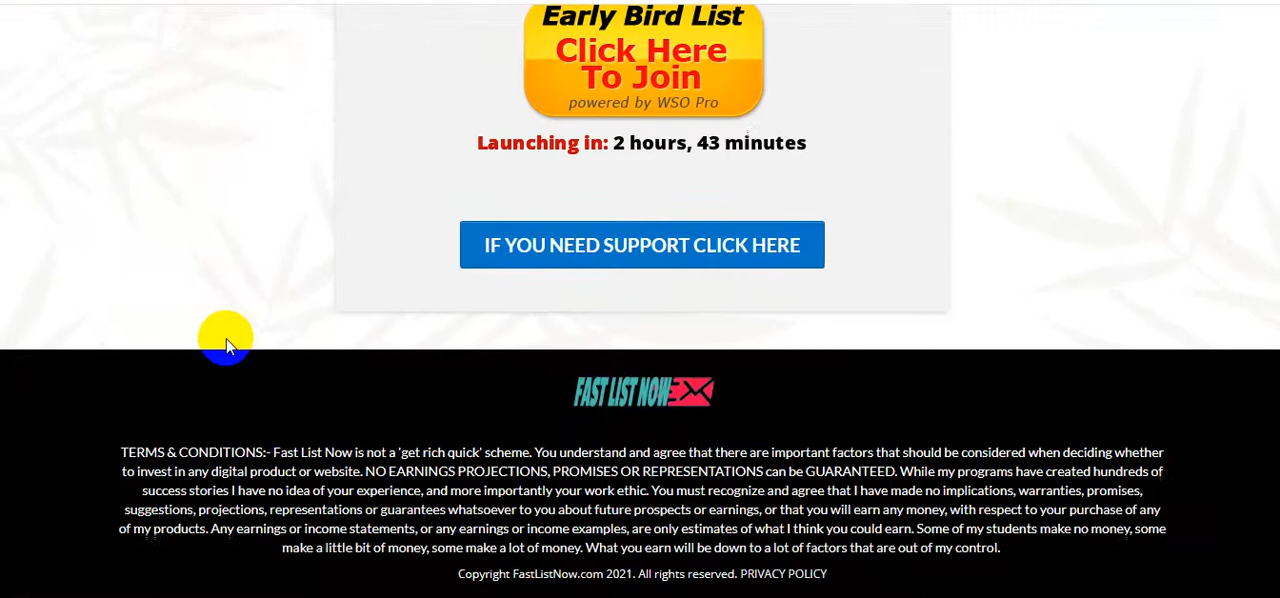 Early Bird List
Click Here
To Join
powered by WSO Pro
Launching in: 2 hours, 43 minutes
IF YOU NEED SUPPORT CLICK HERE
FAST LIST NOW
TERMS & CONDITIONS:- Fast List Now is not a 'get rich quick' scheme. You understand and agree that there are important factors that should be considered when deciding whether
to invest in any digital product or website. NO EARNINGS PROJECTIONS, PROMISES OR REPRESENTATIONS can be GUARANTEED. While my programs have created hundreds of
success stories I have no idea of your experience, and more importantly your work ethic. You must recognize and agree that I have made no implications, warranties, promises,
suggestions, projections, representations or guarantees whatsoever to you about future prospects or earnings, or that you will earn any money, with respect to your purchase of any
of my products. Any earnings or income statements, or any earnings or income examples, are only estimates of what I think you could earn. Some of my students make no money, some
make a little bit of money, some make a lot of money. What you earn will be down to a lot of factors that are out of my control.
Copyright FastListNow.com 2021. All rights reserved. PRIVACY POLICY